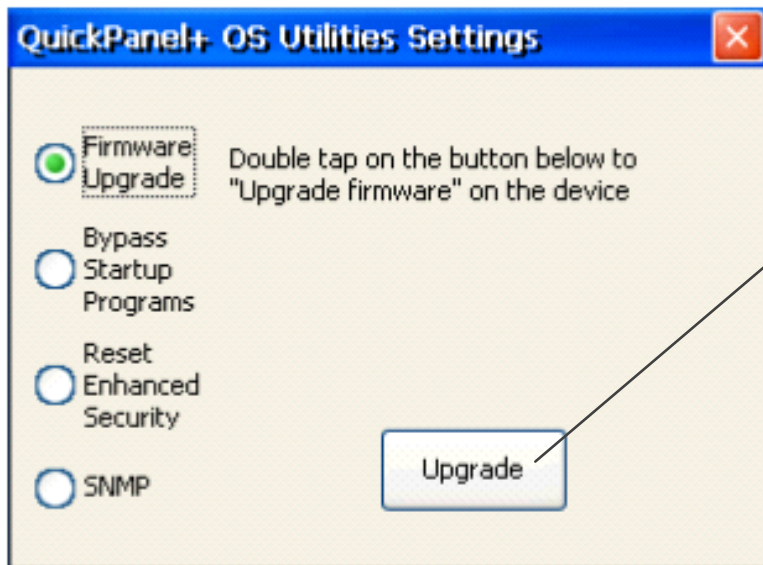 QuickPanel+ OS Utilities Settings
Firmware
Upgrade
Double tap on the button below to
"Upgrade firmware" on the device
Bypass
Startup
Programs
Reset
Enhanced
Security
SNMP
Upgrade